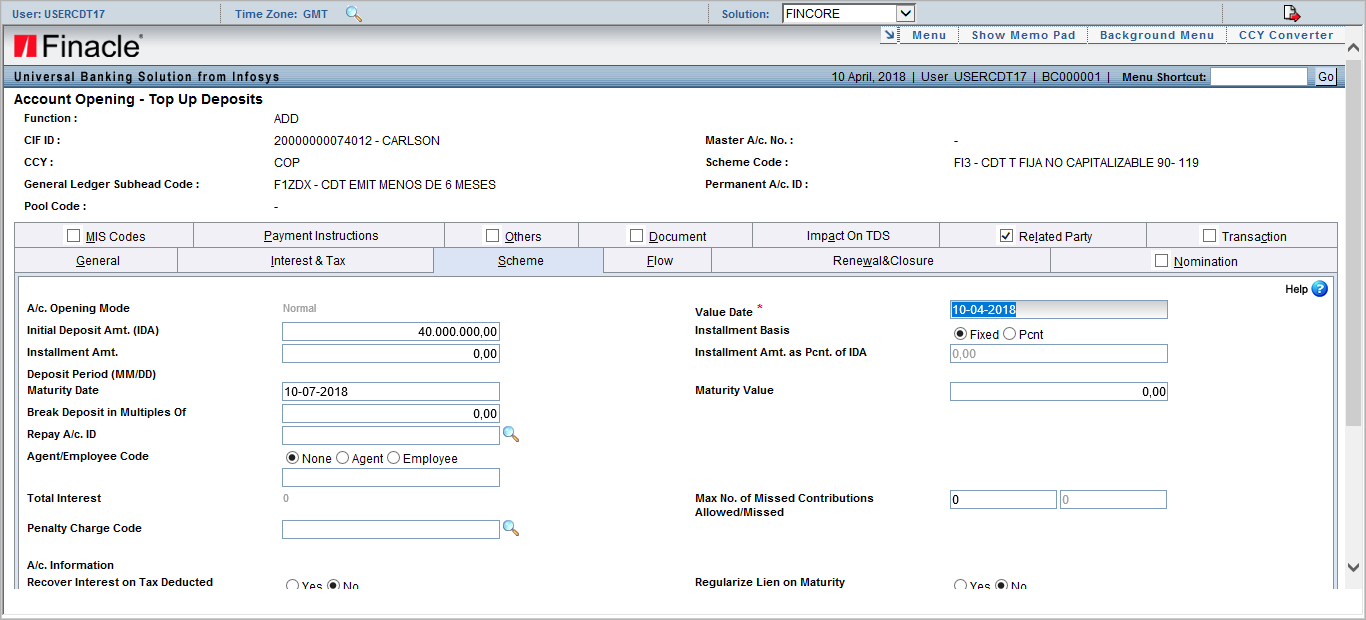 User: USERCDT17 Time Zone: GMT Solution: FINCORE
Finacle Menu Show Memo Pad Background Menu CCY Converter
Universal Banking Solution from Infosys 10 April, 2018 | User USERCDT17 | BC000001 | Menu Shortcut: Go
Account Opening - Top Up Deposits
Function : ADD
CIF ID : 20000000074012 - CARLSON Master A/c. No. : -
CCY : COP Scheme Code : FI3 - CDT T FIJA NO CAPITALIZABLE 90- 119
General Ledger Subhead Code : F1ZDX - CDT EMIT MENOS DE 6 MESES Permanent A/c. ID :
Pool Code : -
MIS Codes Payment Instructions Others Document Impact On TDS Related Party Transaction
General Interest & Tax Scheme Flow Renewal&Closure Nomination
Help ?
A/c. Opening Mode Normal Value Date * 10-04-2018
Initial Deposit Amt. (IDA) 40.000.000,00 Installment Basis Fixed Pcnt
Installment Amt. 0,00 Installment Amt. as Pcnt. of IDA 0,00
Deposit Period (MM/DD)
Maturity Date 10-07-2018 Maturity Value 0,00
Break Deposit in Multiples Of 0,00
Repay A/c. ID
Agent/Employee Code None Agent Employee
Total Interest 0 Max No. of Missed Contributions 0 0
Allowed/Missed
Penalty Charge Code
A/c. Information
Recover Interest on Tax Deducted Yes No Regularize Lien on Maturity Yes No